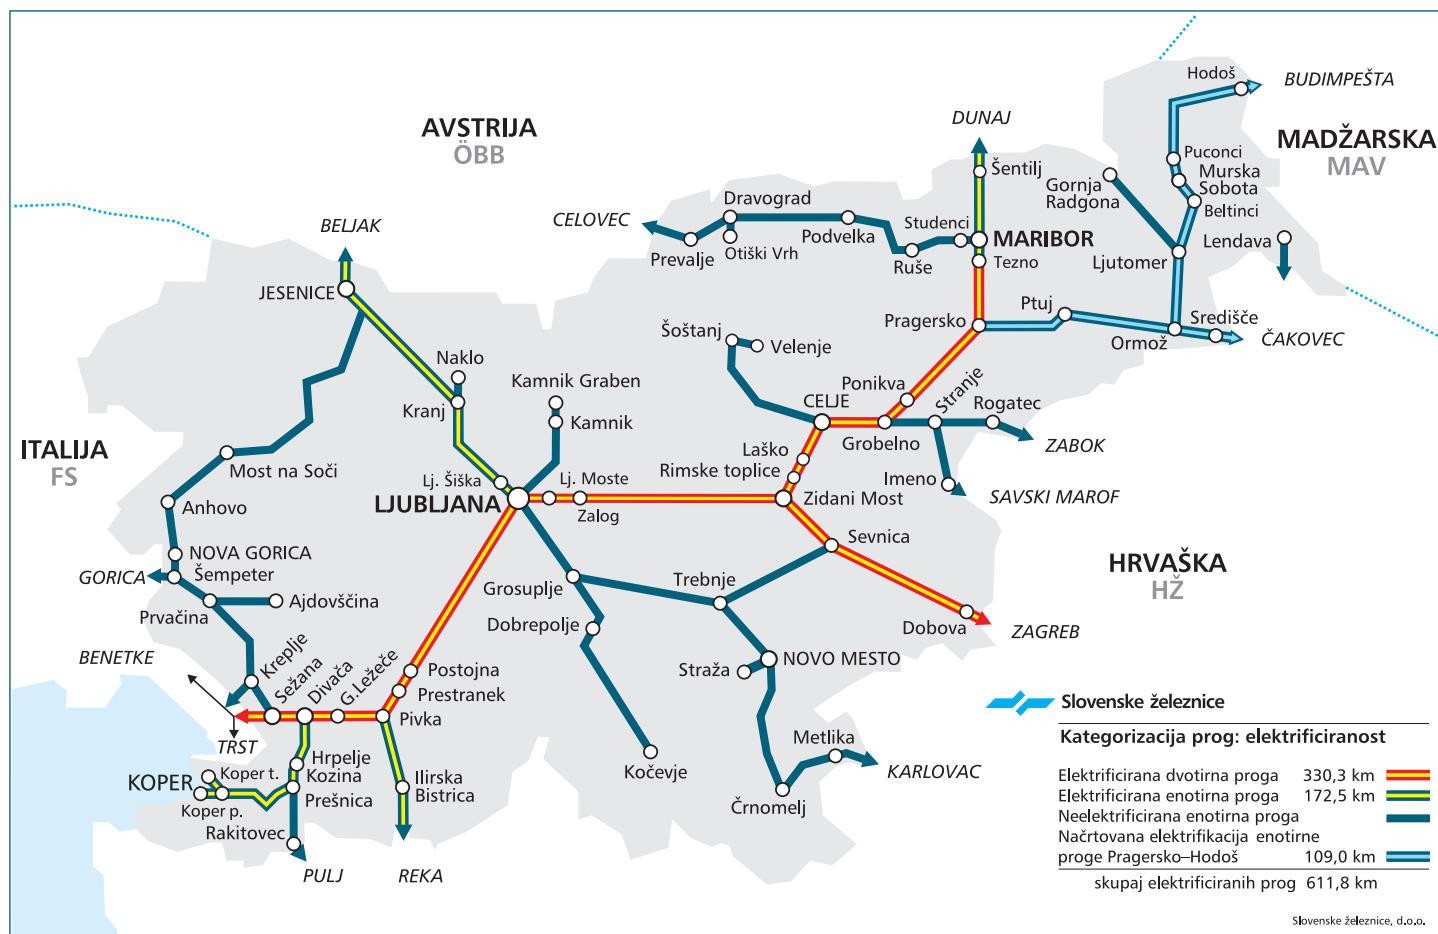 AVSTRIJA
ÖBB
DUNAJ
Hodoš
BUDIMPEŠTA
MADŽARSKA
MAV
Šentilj
Puconci
Murska
Sobota
Gornja
Radgona
Beltinci
Dravograd
CELOVEC
Podvelka
Studenci
MARIBOR
Lendava
BELJAK
Prevalje
Otiški Vrh
Ruše
Tezno
Ljutomer
JESENICE
Ptuj
Pragersko
Ormož
Središče
ČAKOVEC
Šoštanj
Velenje
Naklo
Kamnik Graben
Kranj
Kamnik
Ponikva
CELJE
Stranje
Rogatec
Grobelno
ZABOK
ITALIJA
FS
Most na Soči
Laško
Rimske toplice
Imeno
SAVSKI MAROF
Lj. Šiška
Lj. Moste
LJUBLJANA
Zalog
Zidani Most
Anhovo
Sevnica
NOVA GORICA
GORICA
Šempeter
HRVAŠKA
HŽ
Grosuplje
Trebnje
Prvačina
Ajdovščina
Dobrepolje
Dobova
ZAGREB
BENETKE
Kreplje
Sežana
Divača
G.Ležeče
Postojna
Prestranek
Pivka
Straža
NOVO MESTO
TRST
Metlika
KARLOVAC
KOPER
Koper t.
Koper p.
Hrpelje
Kozina
Prešnica
Ilirska
Bistrica
Kočevje
Črnomelj
Rakitovec
PULJ
REKA
Slovenske železnice
Kategorizacija prog: elektrificiranost
Elektrificirana dvotirna proga 330,3 km
Elektrificirana enotirna proga 172,5 km
Neelektrificirana enotirna proga
Načrtovana elektrifikacija enotirne
proge Pragersko–Hodoš 109,0 km
skupaj elektrificiranih prog 611,8 km
Slovenske železnice, d.o.o.